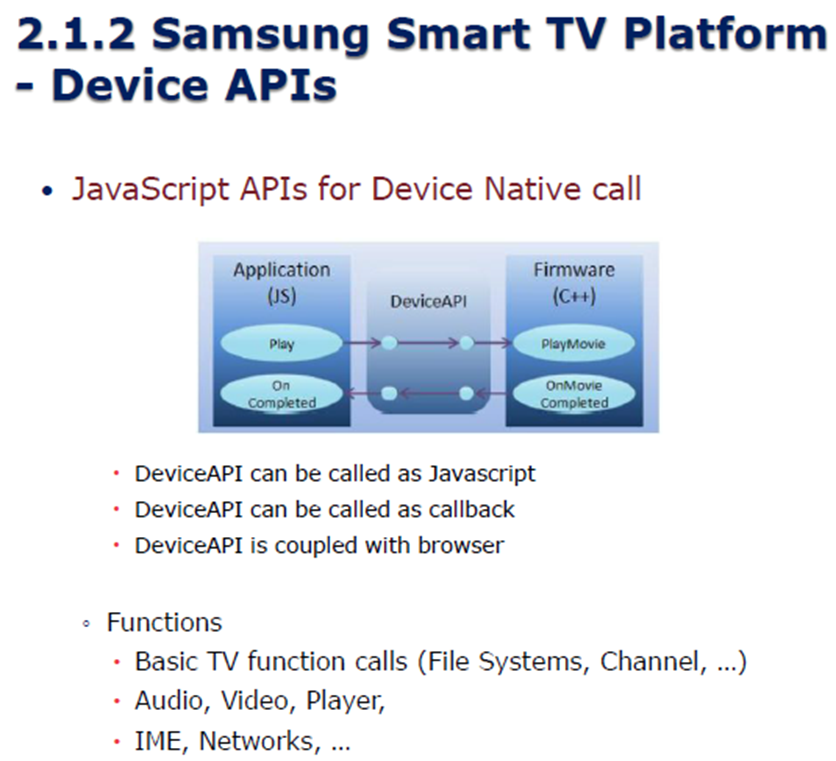 2.1.2 Samsung Smart TV Platform
- Device APIs
• JavaScript APIs for Device Native call
Application
(JS)
DeviceAPI
Firmware
(C++)
Play
PlayMovie
On
Completed
OnMovie
Completed
• DeviceAPI can be called as Javascript
• DeviceAPI can be called as callback
• DeviceAPI is coupled with browser
◦ Functions
• Basic TV function calls (File Systems, Channel, ...)
• Audio, Video, Player,
• IME, Networks, ...